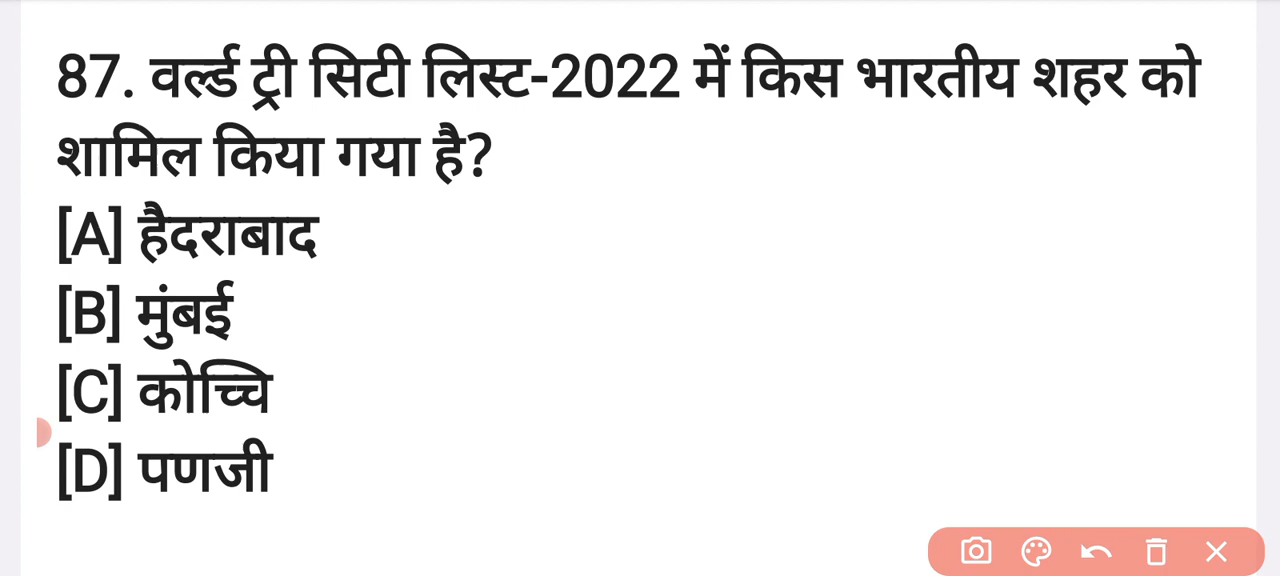 87. वर्ल्ड ट्री सिटी लिस्ट-2022 में किस भारतीय शहर को
शामिल किया गया है?
[A] हैदराबाद
[B] मुंबई
[C] कोच्चि
[D] पणजी